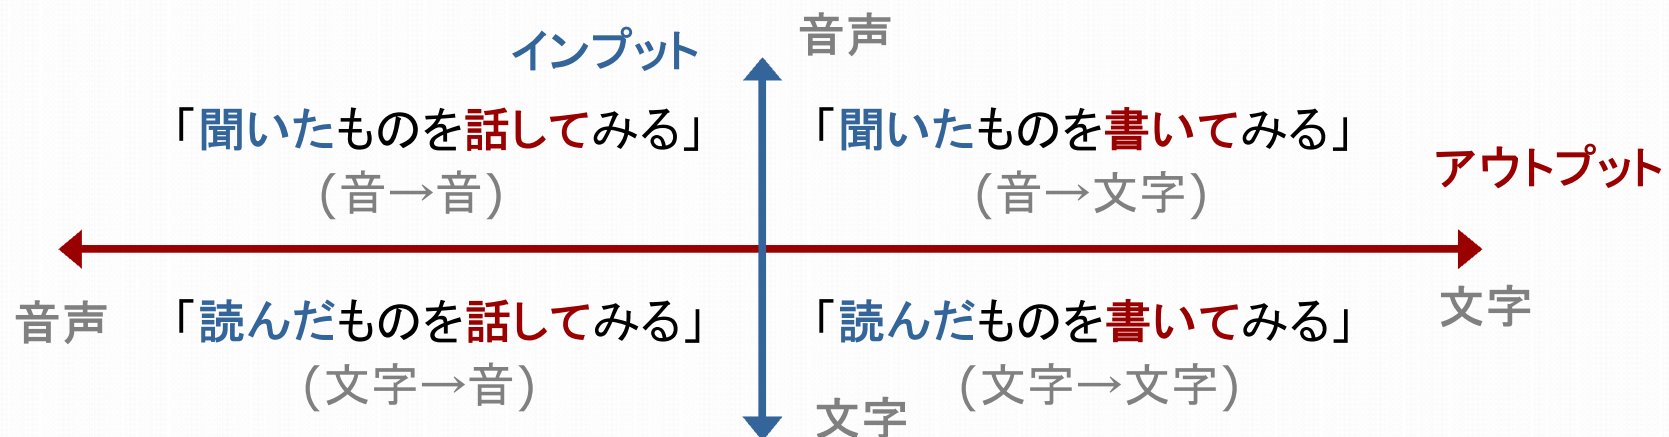 音声
インプット
「聞いたものを話してみる」
(音→音)
「聞いたものを書いてみる」
(音→文字)
アウトプット
音声
文字
「読んだものを話してみる」
(文字→音)
「読んだものを書いてみる」
(文字→文字)
文字